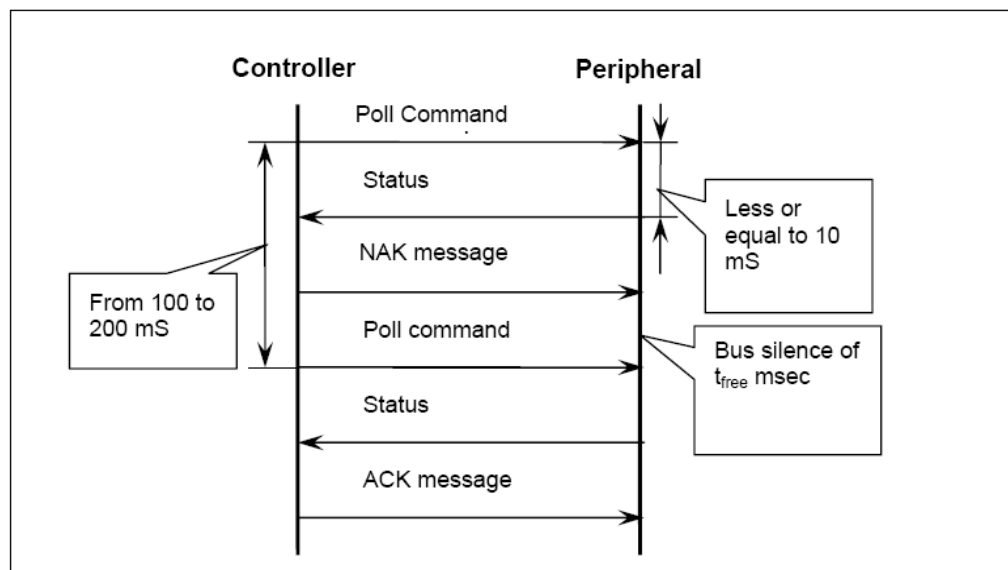 Controller
Peripheral
Poll Command
Status
Less or
equal to 10
mS
NAK message
From 100 to
200 mS
Poll command
Bus silence of
tfree msec
Status
ACK message